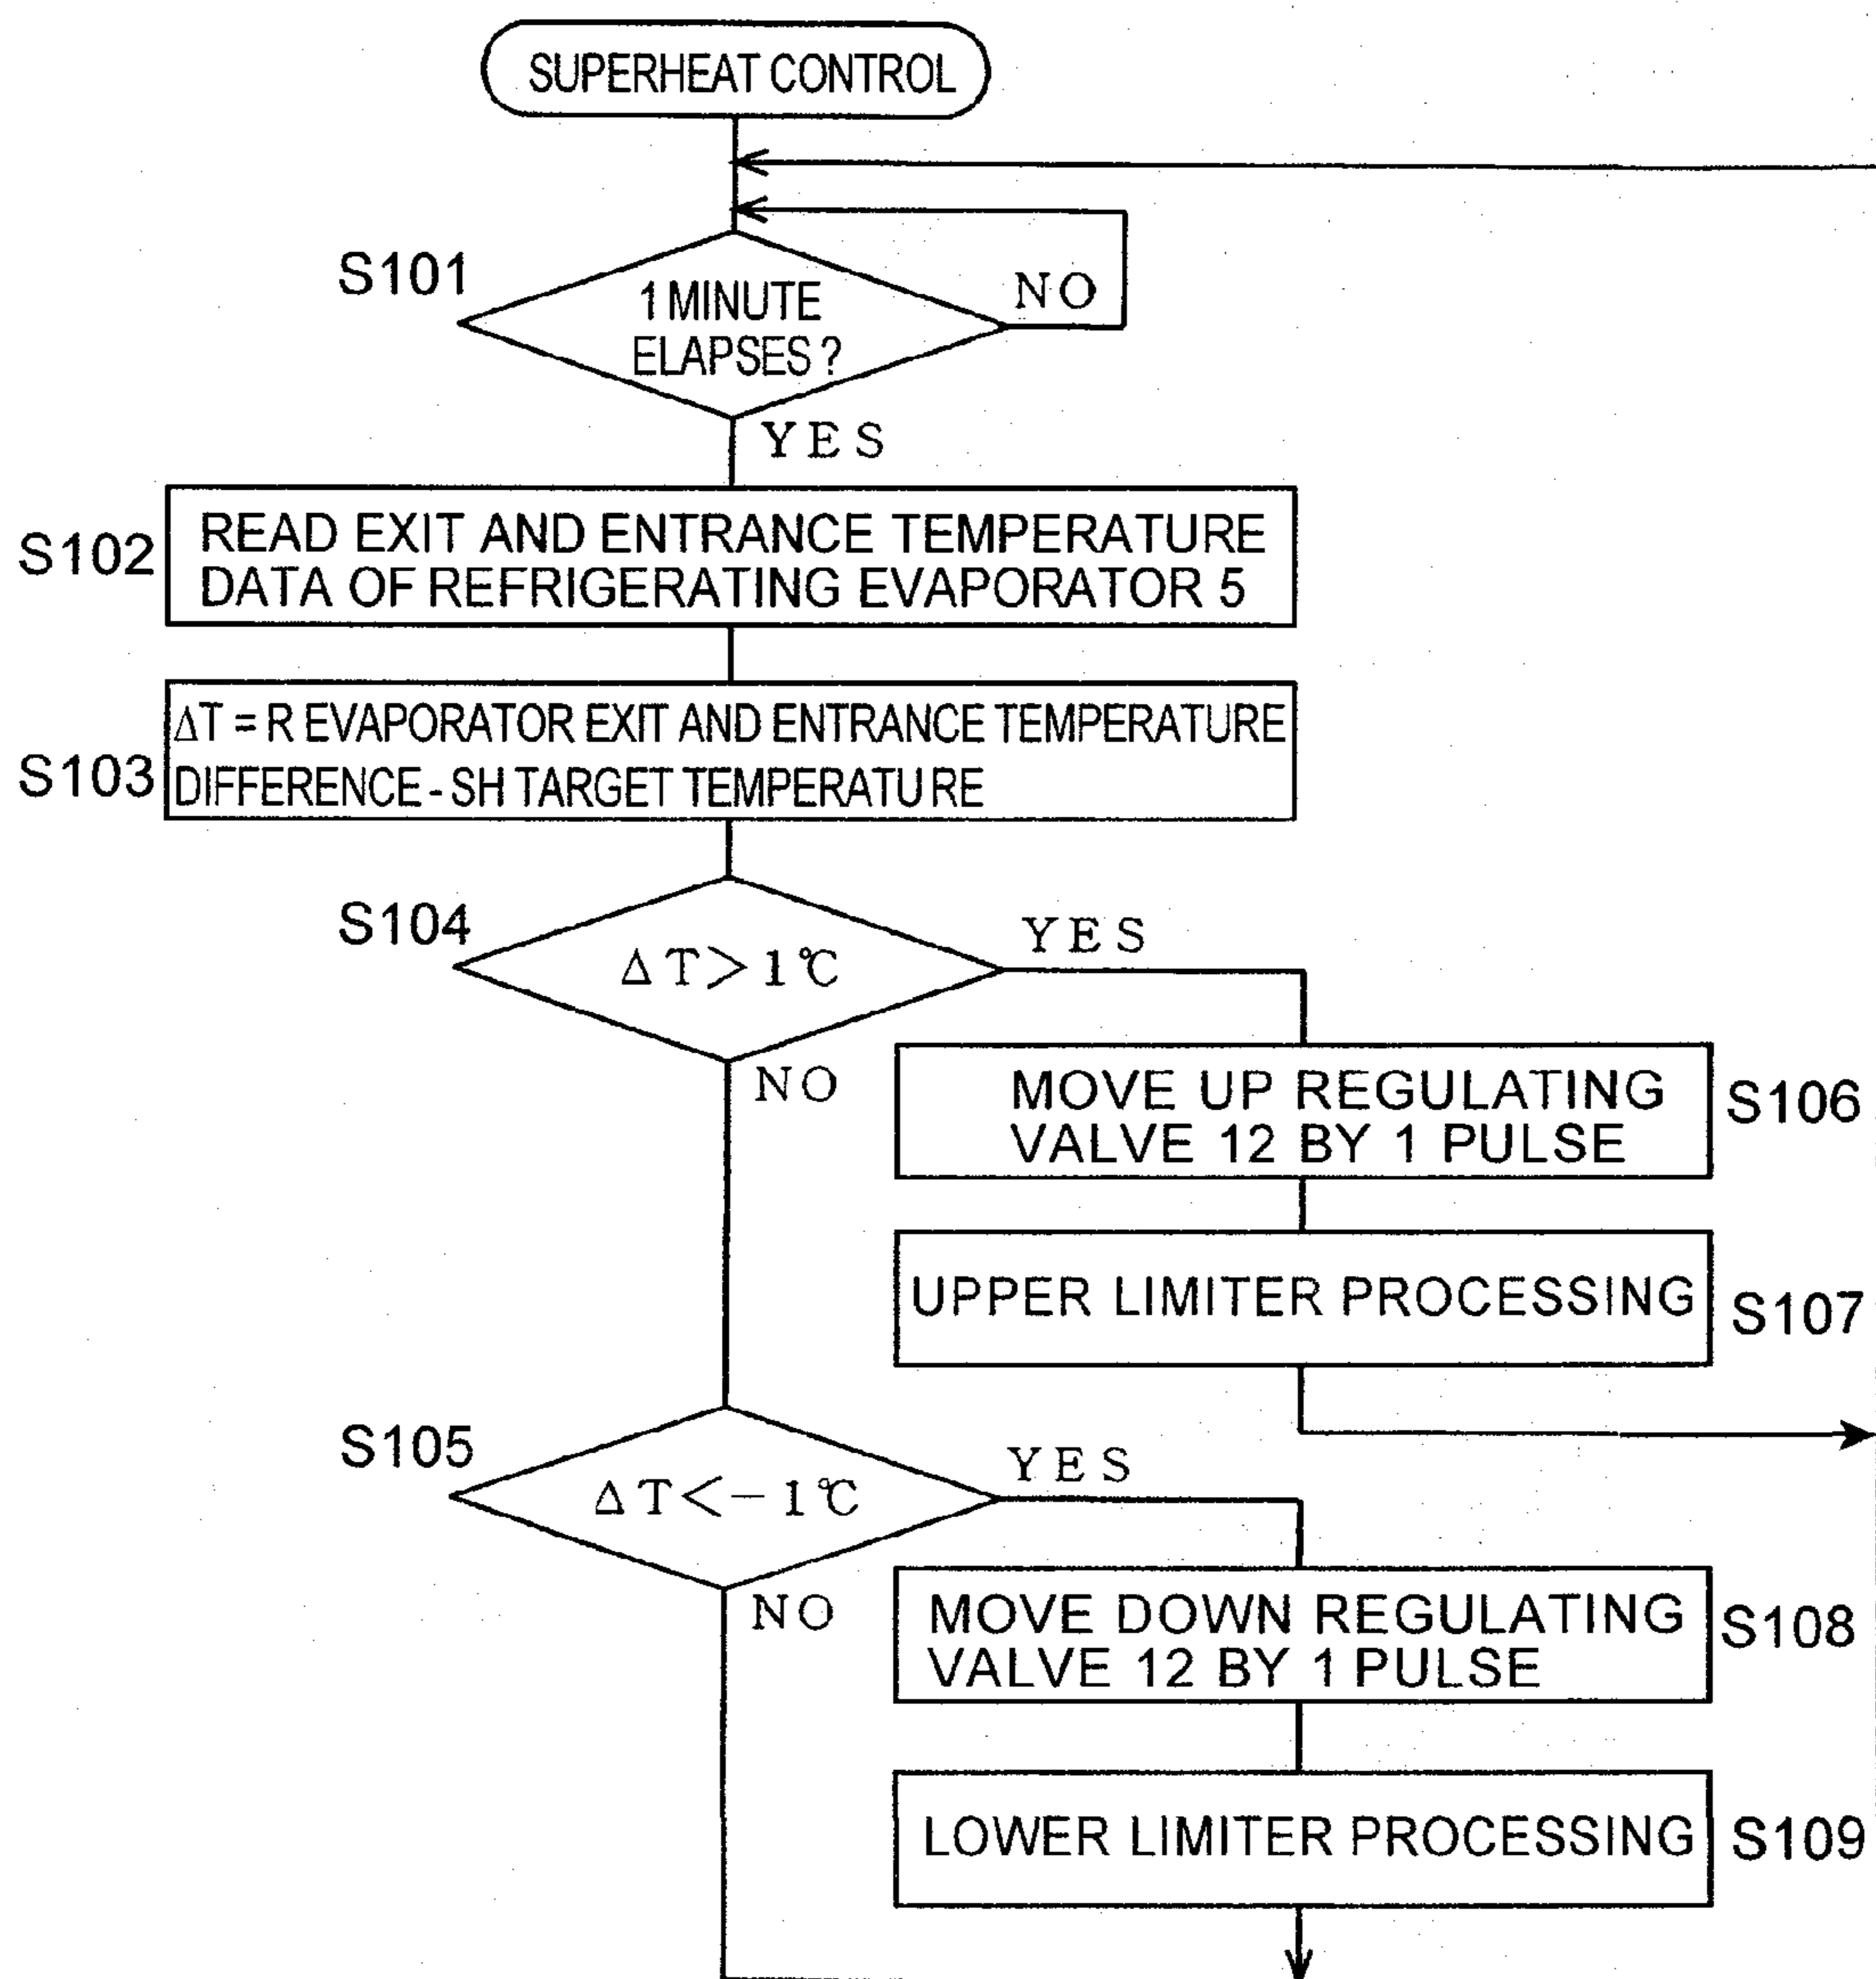 SUPERHEAT CONTROL
S101
1 MINUTE
ELAPSES ?
NO
YES
S102
READ EXIT AND ENTRANCE TEMPERATURE
DATA OF REFRIGERATING EVAPORATOR 5
S103
ΔT = R EVAPORATOR EXIT AND ENTRANCE TEMPERATURE
DIFFERENCE - SH TARGET TEMPERATURE
S104
ΔT>1℃
YES
NO
MOVE UP REGULATING
VALVE 12 BY 1 PULSE
S106
UPPER LIMITER PROCESSING
S107
S105
ΔT<-1℃
YES
NO
MOVE DOWN REGULATING
VALVE 12 BY 1 PULSE
S108
LOWER LIMITER PROCESSING
S109